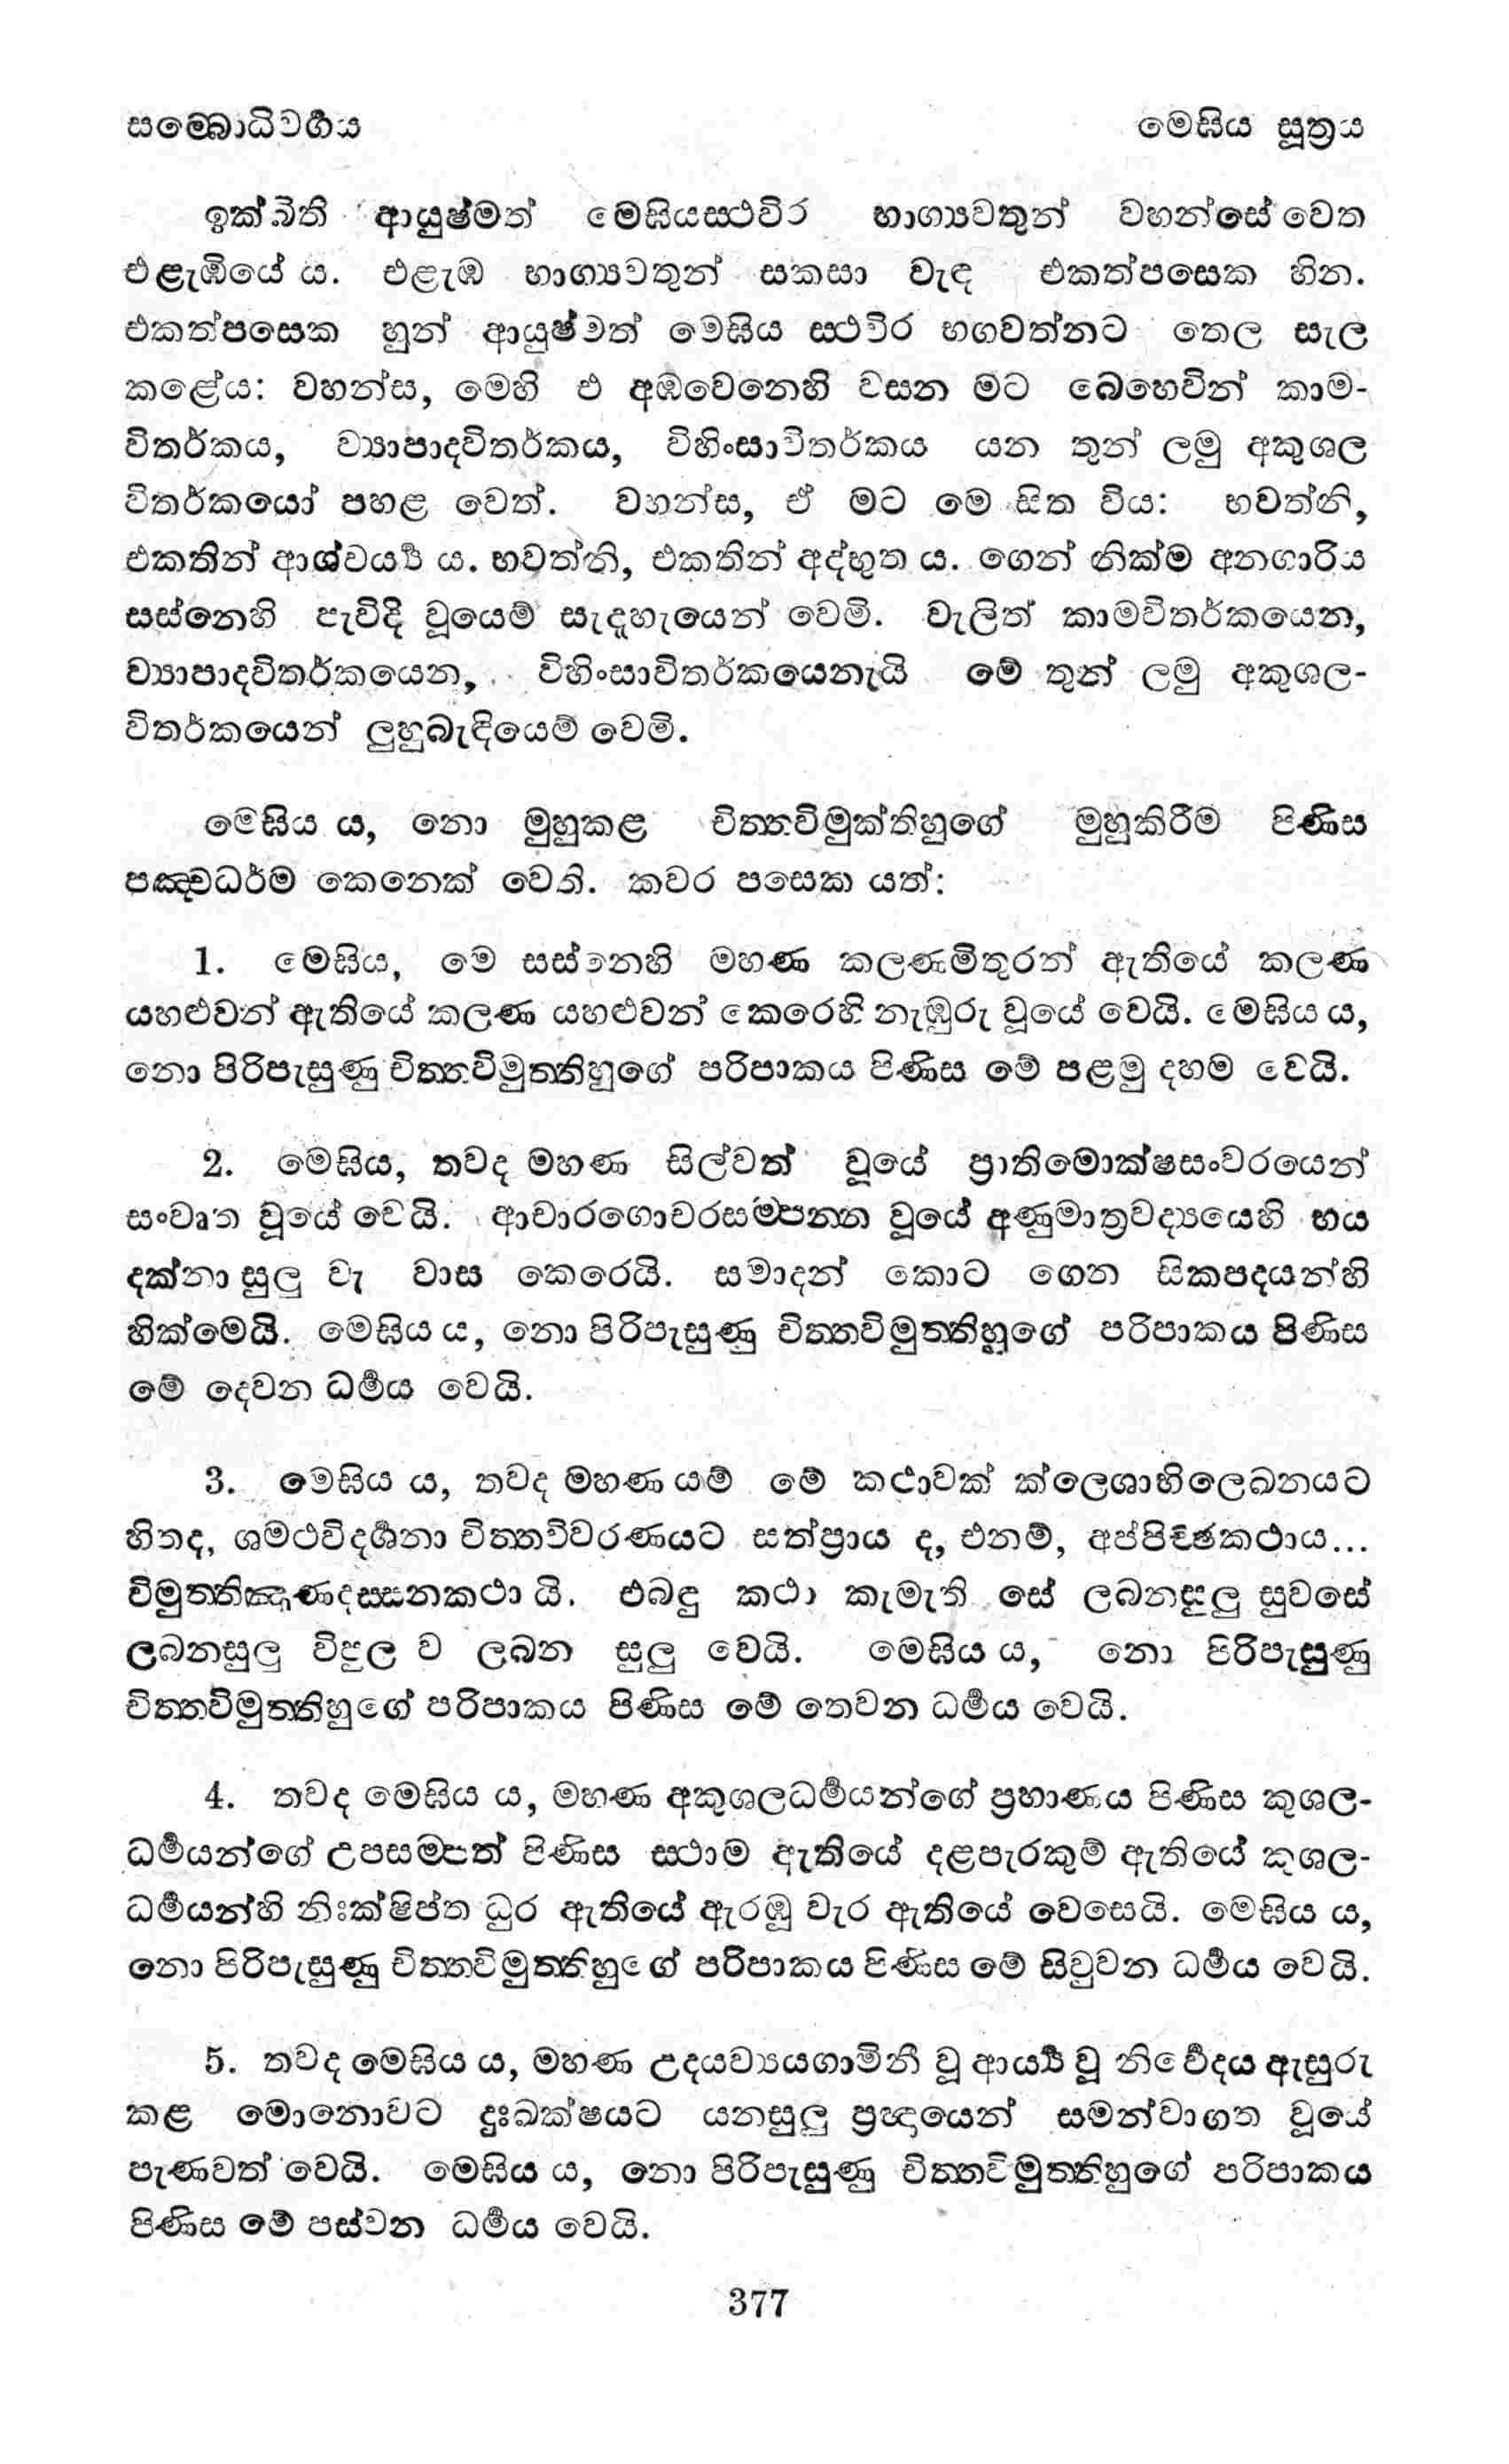 සම්බොධිවර්‍ගය මෙඝිය සූත්‍රය
ඉක්බිති ආයුෂ්මත් මෙඝියස්ථවිර භාග්‍යවතුන් වහන්සේ වෙත
එළැඹියේ ය. එළැඹ භාග්‍යවතුන් සකසා වැඳ එකත්පසෙක හින.
එකත්පසෙක හුන් ආයුෂ්මත් මෙඝිය ස්ථවිර භගවත්නට තෙල සැල
කළේය: වහන්ස, මෙහි එ අඹවෙනෙහි වසන මට බෙහෙවින් කාම-
විතර්කය, ව්‍යාපාදවිතර්කය, විහිංසාවිතර්කය යන තුන් ලමු අකුශල
විතර්කයෝ පහළ වෙත්. වහන්ස, ඒ මට මෙ සිත විය: භවත්නි,
එකතින් ආශ්චර්‍ය්‍ය ය. භවත්නි, එකතින් අද්භුත ය. ගෙන් නික්ම අනගාරිය
සස්නෙහි පැවිදි වූයෙම් සැදැහැයෙන් වෙමි. වැලිත් කාමවිතර්කයෙන,
ව්‍යාපාදවිතර්කයෙන, විහිංසාවිතර්කයෙනැයි මේ තුන් ලමු අකුශල-
විතර්කයෙන් ලුහුබැඳියෙම් වෙමි.
මෙඝිය ය, නො මුහුකළ චිත්තවිමුක්තිහුගේ මුහුකිරීම පිණිස
පඤ්චධර්ම කෙනෙක් වෙති. කවර පසෙක යත්:
1. මෙඝිය, මෙ සස්නෙහි මහණ කලණමිතුරන් ඇතියේ කලණ
යහළුවන් ඇතියේ කලණ යහළුවන් කෙරෙහි නැඹුරු වූයේ වෙයි. මෙඝිය ය,
නො පිරිපැසුණු චිත්තවිමුත්තිහුගේ පරිපාකය පිණිස මේ පළමු දහම වෙයි.
2. මෙඝිය, තවද මහණ සිල්වත් වූයේ ප්‍රාතිමොක්ෂසංවරයෙන්
සංවෘත වූයේ වෙයි. ආචාරගොචරසම්පන්න වූයේ අණුමාත්‍රවද්‍යයෙහි භය
දක්නා සුලු වැ වාස කෙරෙයි. සමාදන් කොට ගෙන සිකපදයන්හි
හික්මෙයි. මෙඝිය ය, නො පිරිපැසුණු චිත්තවිමුත්තිහුගේ පරිපාකය පිණිස
මේ දෙවන ධර්‍මය වෙයි.
3. මෙඝිය ය, තවද මහණ යම් මේ කථාවක් ක්ලෙශාභිලෙඛනයට
හිතද, ශමථවිදර්‍ශනා චිත්තවිවරණයට සත්ප්‍රාය ද, එනම්, අප්පිච්ඡකථාය...
විමුත්තිඤාණදස්සනකථා යි. එබඳු කථා කැමැති සේ ලබනසුලු සුවසේ
ලබනසුලු විපුල ව ලබන සුලු වෙයි. මෙඝිය ය, නො පිරිපැසුණු
චිත්තවිමුත්තිහුගේ පරිපාකය පිණිස මේ තෙවන ධර්‍මය වෙයි.
4. තවද මෙඝිය ය, මහණ අකුශලධර්‍මයන්ගේ ප්‍රහාණය පිණිස කුශල-
ධර්‍මයන්ගේ උපසම්පත් පිණිස ස්ථාම ඇතියේ දළපැරකුම් ඇතියේ කුශල-
ධර්‍මයන්හි නිඃක්ෂිප්ත ධුර ඇතියේ ඇරඹූ වැර ඇතියේ වෙසෙයි. මෙඝිය ය,
නො පිරිපැසුණු චිත්තවිමුත්තිහුගේ පරිපාකය පිණිස මේ සිවුවන ධර්‍මය වෙයි.
5. තවද මෙඝිය ය, මහණ උදයව්‍යයගාමිනී වූ ආර්‍ය්‍ය වූ නිර්‍වෙදය ඇසුරු
කළ මොනොවට දුඃඛක්ෂයට යනසුලු ප්‍රඥායෙන් සමන්වාගත වූයේ
පැණවත් වෙයි. මෙඝිය ය, නො පිරිපැසුණු චිත්තවිමුත්තිහුගේ පරිපාකය
පිණිස මේ පස්වන ධර්‍මය වෙයි.
377